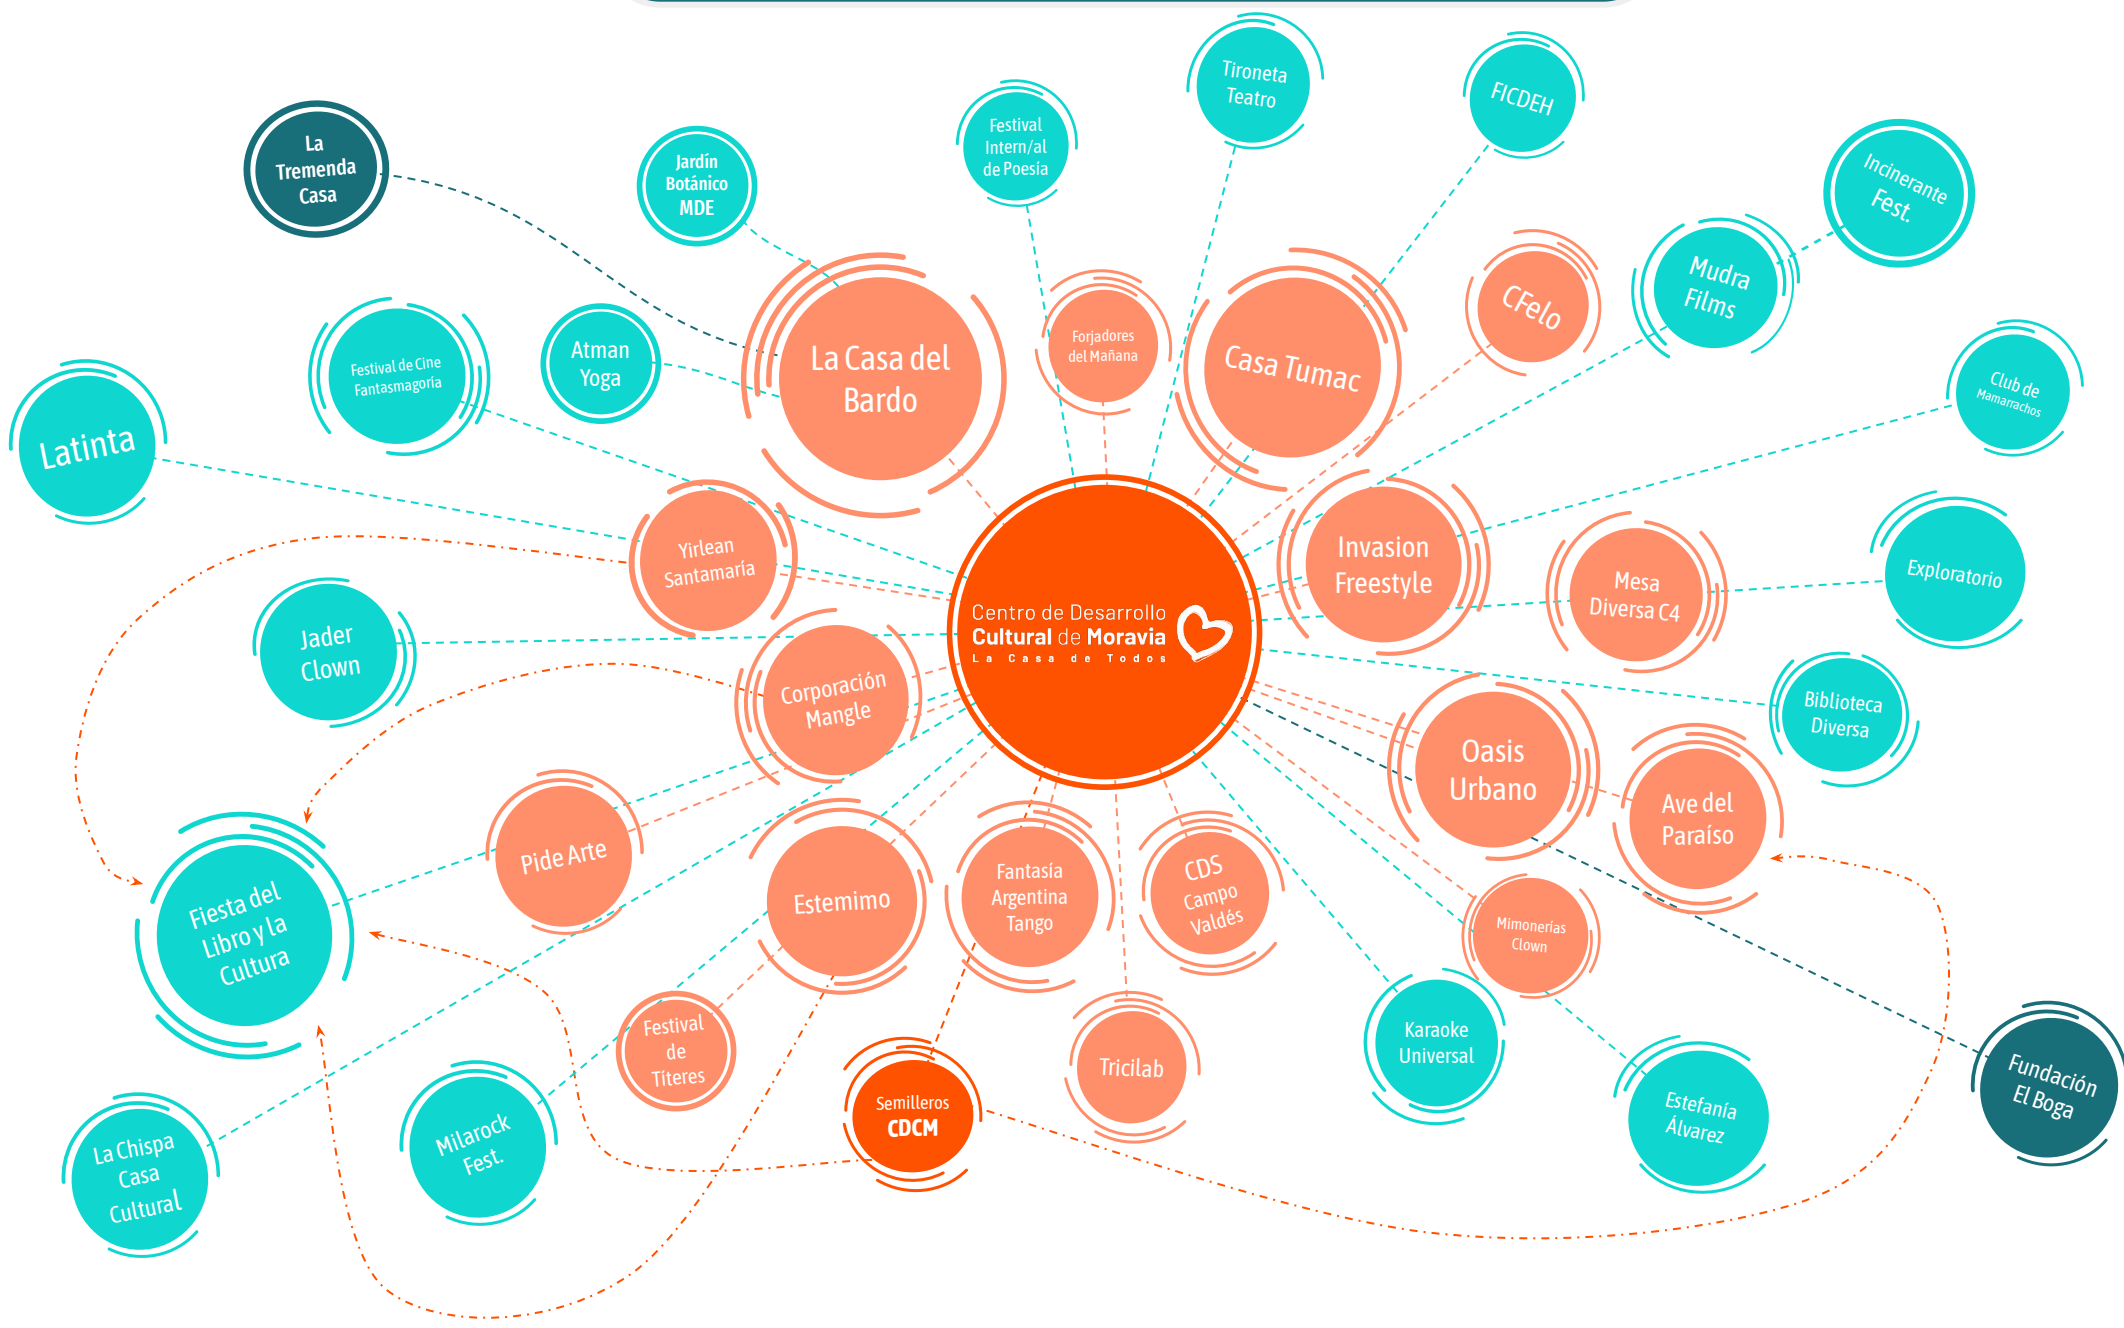 Tironeta
Teatro
FICDEH
La
Tremenda
Casa
Jardín
Botánico
MDE
Festival
Intern/al
de Poesía
Incinerante
Fest.
Mudra
Films
CFelo
Festival de Cine
Fantasmagoría
Atman
Yoga
La Casa del
Bardo
Forjadores
del Mañana
Casa Tumac
Club de
Mamarrachos
Latinta
Yirlean
Santamaría
Invasion
Freestyle
Mesa
Diversa C4
Exploratorio
Jader
Clown
Centro de Desarrollo
Cultural de Moravia
La Casa de Todos
Corporación
Mangle
Biblioteca
Diversa
Oasis
Urbano
Ave del
Paraíso
Pide Arte
Estemimo
Fantasía
Argentina
Tango
CDS
Campo
Valdés
Mimonerías
Clown
Fiesta del
Libro y la
Cultura
Festival
de
Títeres
Karaoke
Universal
Tricilab
Semilleros
CDCM
Fundación
El Boga
Estefanía
Álvarez
Milarock
Fest.
La Chispa
Casa
Cultural